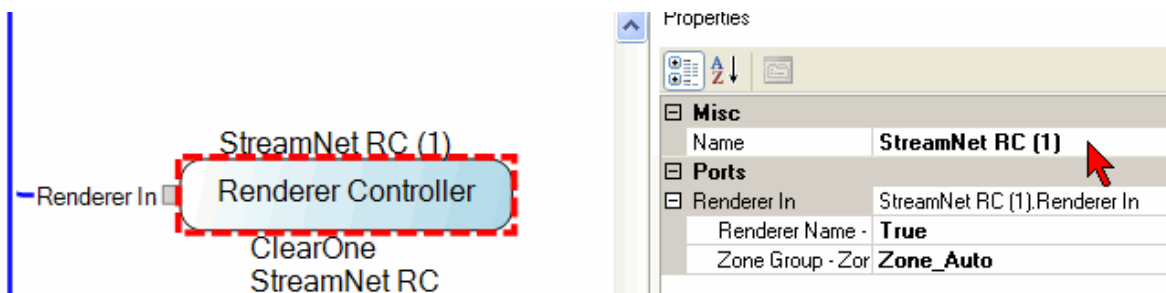 StreamNet RC (1)
Renderer In
Renderer Controller
ClearOne
StreamNet RC
Properties
A
Z
Misc
Name StreamNet RC (1)
Ports
Renderer In StreamNet RC (1).Renderer In
Renderer Name - True
Zone Group - Zor Zone_Auto